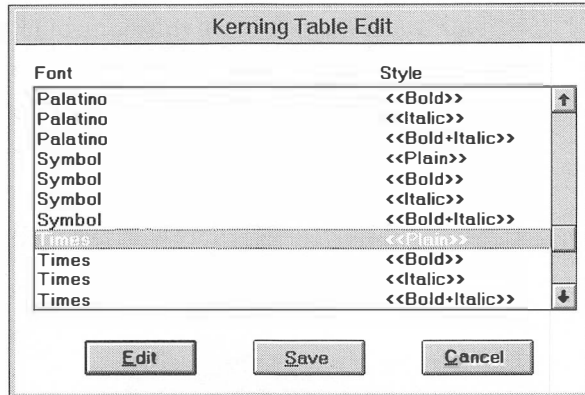 Kerning Table Edit
Font Style
Palatino <<Bold>>
Palatino <<Italic>>
Palatino <<Bold+Italic>>
Symbol <<Plain>>
Symbol <<Bold>>
Symbol <<Italic>>
Symbol <<Bold+Italic>>
Times <<Plain>>
Times <<Bold>>
Times <<Italic>>
Times <<Bold+Italic>>
Edit Save Cancel